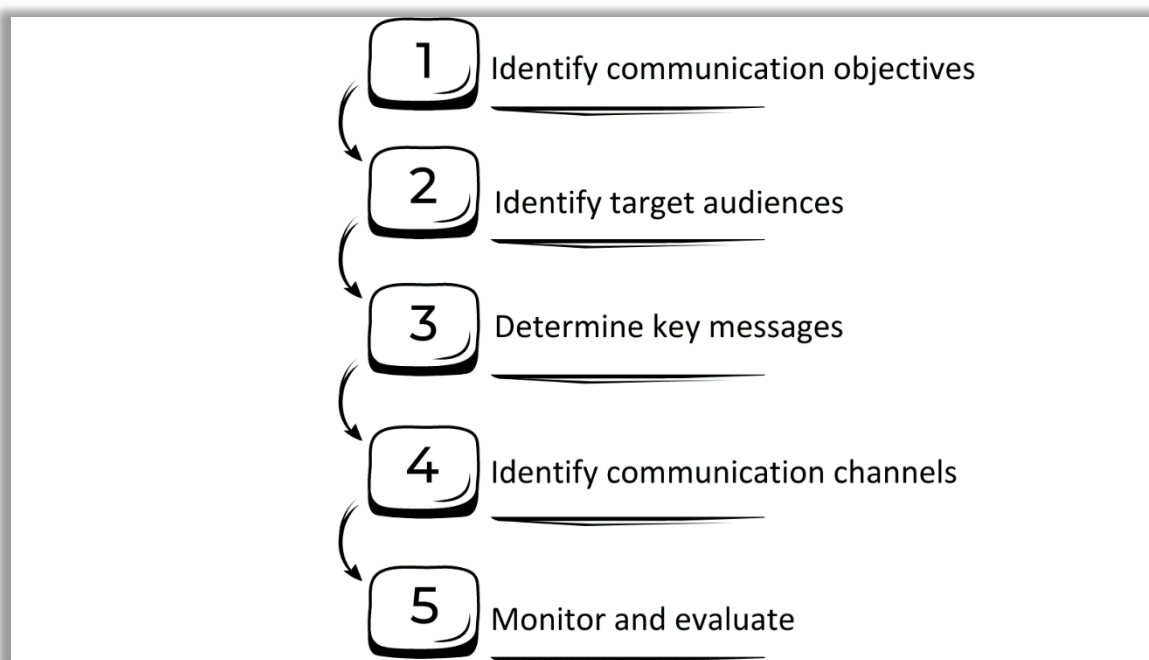 1 Identify communication objectives
2 Identify target audiences
3 Determine key messages
4 Identify communication channels
5 Monitor and evaluate